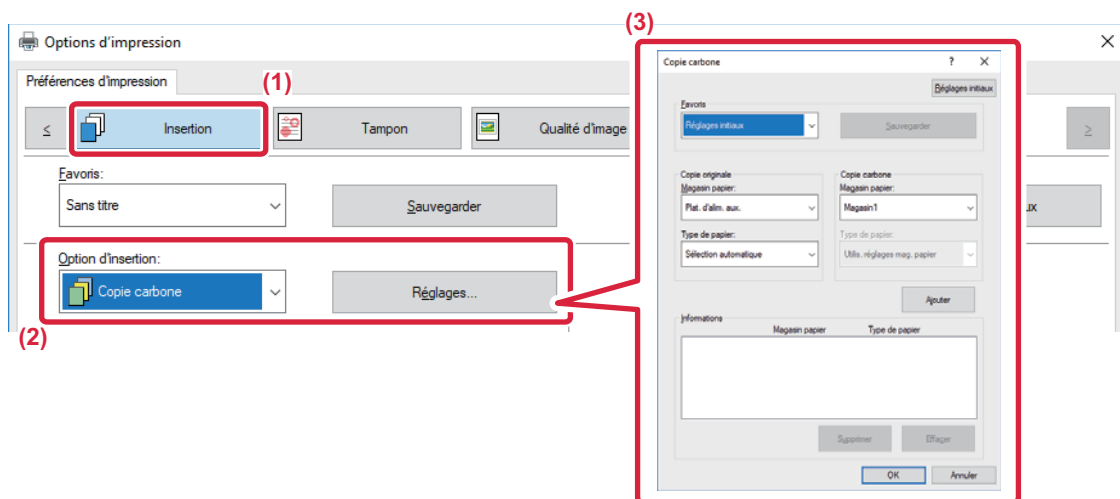 (3)
Options d'impression
Préférences d'impression
(1)
<
Insertion
Tampon
Qualité d'image
>
Favoris:
Sans titre
Sauvegarder
ux
Option d'insertion:
Copie carbone
Réglages...
(2)
Copie carbone
?
Réglages initiaux
Favoris
Réglages initiaux
Sauvegarder
Copie originale
Copie carbone
Magasin papier:
Magasin papier:
Plat. d'alim. aux.
Magasin1
Type de papier:
Type de papier:
Sélection automatique
Utilis. réglages mag. papier
Ajouter
Informations
Magasin papier
Type de papier
Supprimer
Effacer
OK
Annuler